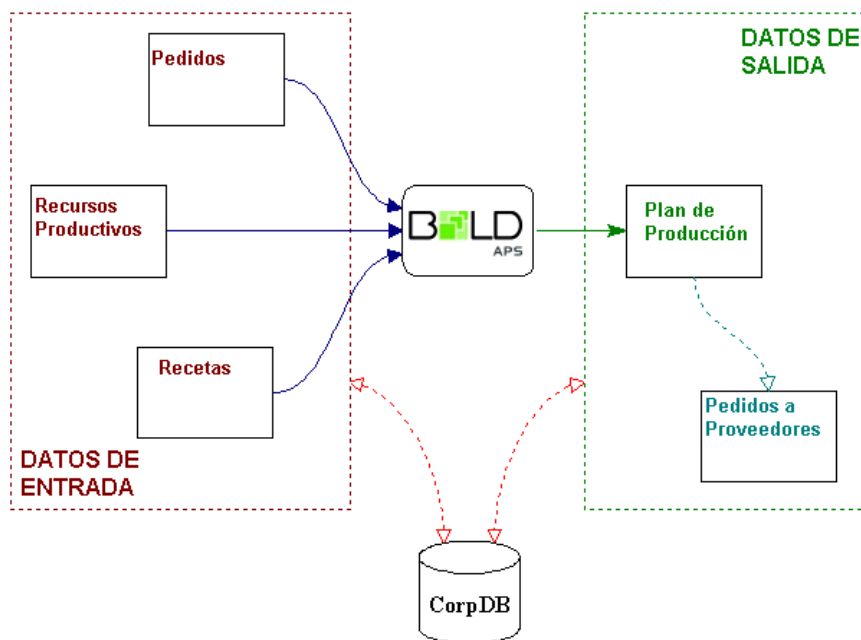 Pedidos
Recursos
Productivos
Recetas
DATOS DE
ENTRADA
BOLD
APS
DATOS DE
SALIDA
Plan de
Producción
Pedidos a
Proveedores
CorpDB